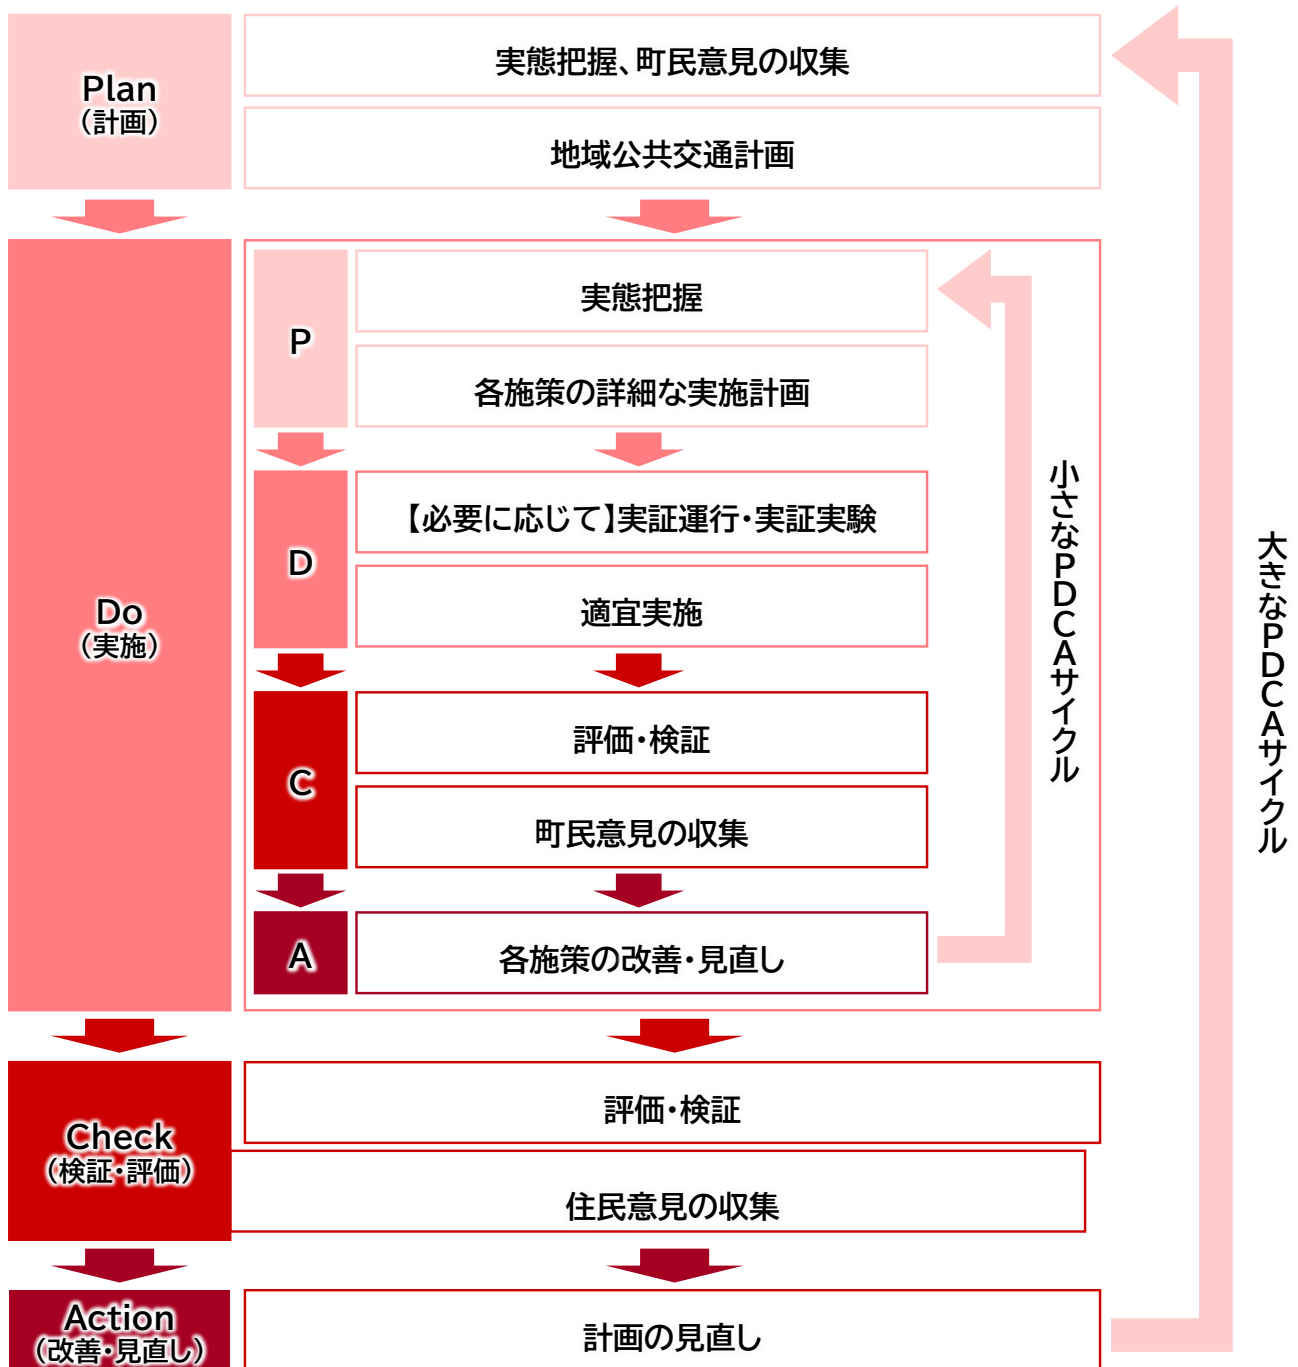 Plan
（計画）
実態把握、町民意見の収集
地域公共交通計画
Do
（実施）
P
実態把握
各施策の詳細な実施計画
D
【必要に応じて】実証運行・実証実験
適宜実施
C
評価・検証
町民意見の収集
A
各施策の改善・見直し
小さなPDCAサイクル
大きなPDCAサイクル
Check
（検証・評価）
評価・検証
住民意見の収集
Action
（改善・見直し）
計画の見直し